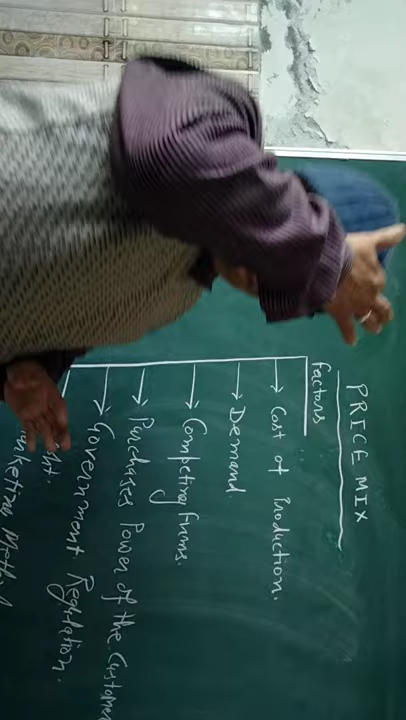 PRICE MIX
Factors
→ Cost of Production.
→ Demand
→ Competing firms.
→ Purchases Power of the Customer
→ Government Regulation.